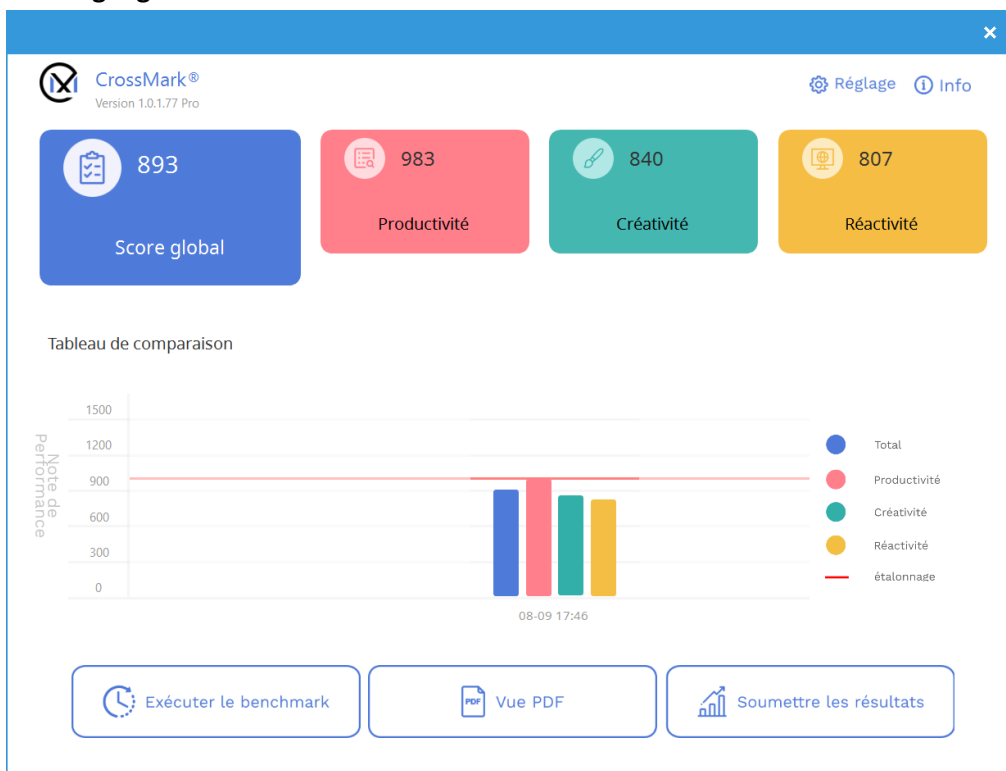 CrossMark®
Version 1.0.1.77 Pro
Réglage
Info
893
Score global
983
Productivité
840
Créativité
807
Réactivité
Tableau de comparaison
Note de
Performance
1500
1200
900
600
300
0
08-09 17:46
Total
Productivité
Créativité
Réactivité
étalonnage
Exécuter le benchmark
PDF
Vue PDF
Soumettre les résultats